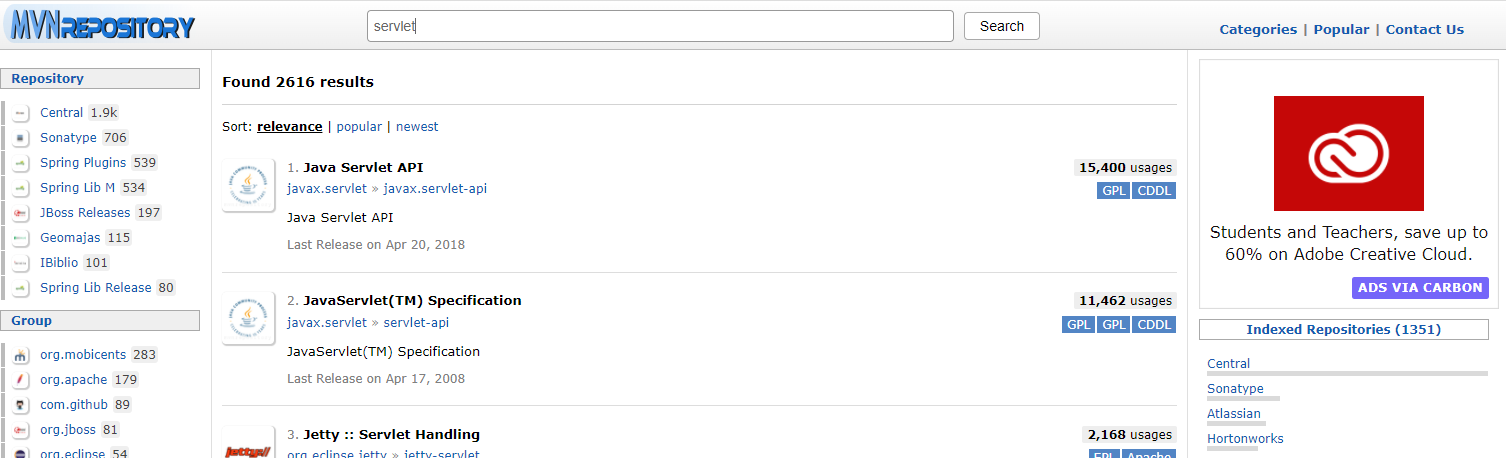 MVNREPOSITORY
servlet
Search
Categories | Popular | Contact Us
Repository
Central 1.9k
Sonatype 706
Spring Plugins 539
Spring Lib M 534
JBoss Releases 197
Geomajas 115
IBiblio 101
Spring Lib Release 80
Group
org.mobicents 283
org.apache 179
com.github 89
org.jboss 81
org.eclipse 54
Found 2616 results
Sort: relevance | popular | newest
1. Java Servlet API
15,400 usages
javax.servlet » javax.servlet-api
GPL CDDL
Java Servlet API
Last Release on Apr 20, 2018
2. JavaServlet(TM) Specification
11,462 usages
javax.servlet » servlet-api
GPL GPL CDDL
JavaServlet(TM) Specification
Last Release on Apr 17, 2008
3. Jetty :: Servlet Handling
2,168 usages
jetty://
org.eclipse.jetty » jetty-servlet
EPL Apache
Students and Teachers, save up to
60% on Adobe Creative Cloud.
ADS VIA CARBON
Indexed Repositories (1351)
Central
Sonatype
Atlassian
Hortonworks